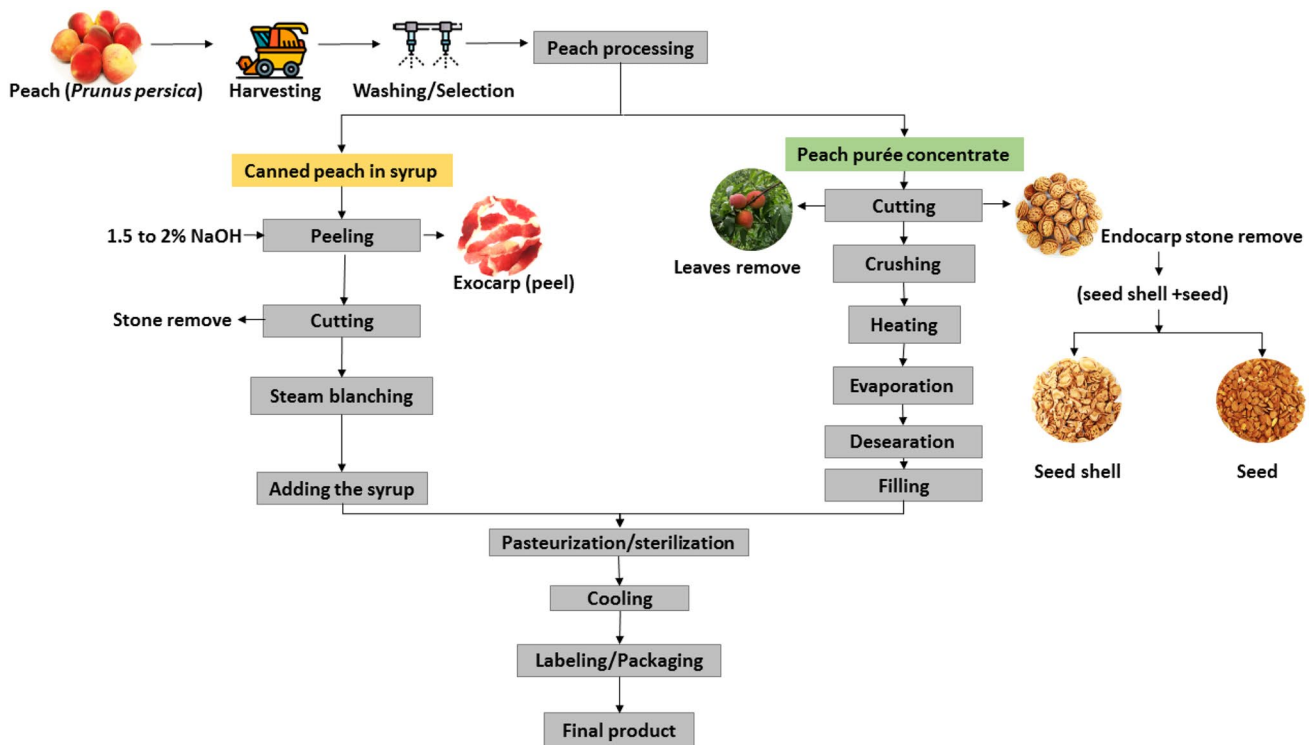 Peach (Prunus persica)
Harvesting
Washing/Selection
Peach processing
Canned peach in syrup
1.5 to 2% NaOH
Peeling
Exocarp (peel)
Stone remove
Cutting
Steam blanching
Adding the syrup
Peach purée concentrate
Cutting
Leaves remove
Endocarp stone remove
(seed shell +seed)
Seed shell
Seed
Crushing
Heating
Evaporation
Desearation
Filling
Pasteurization/sterilization
Cooling
Labeling/Packaging
Final product